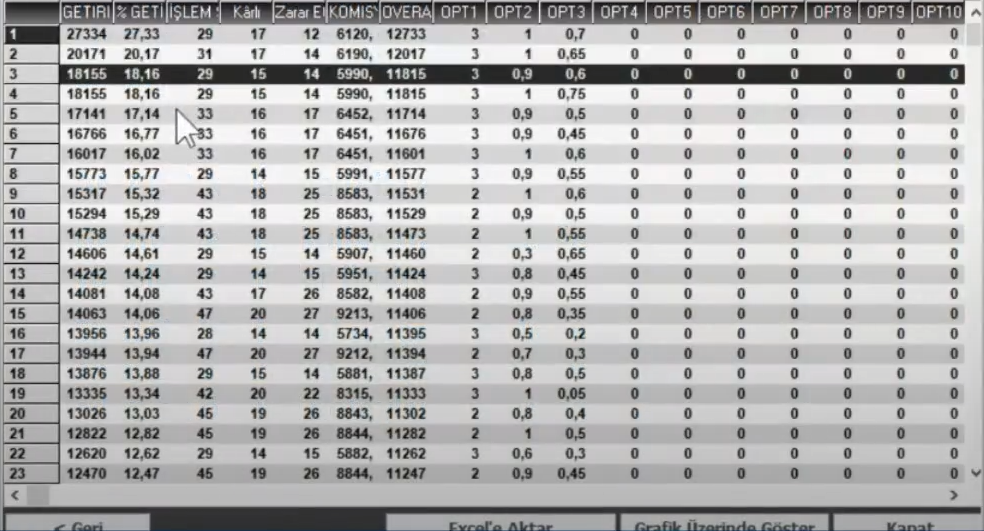 GETIRI % GETI İŞLEM Kârlı Zarar El KOMİS OVERA OPT1 OPT2 OPT3 OPT4 OPT5 OPT6 OPT7 OPT8 OPT9 OPT10
1 27334 27,33 29 17 12 6120, 12733 3 1 0,7 0 0 0 0 0 0 0
2 20171 20,17 31 17 14 6190, 12017 3 1 0,65 0 0 0 0 0 0 0
3 18155 18,16 29 15 14 5990, 11815 3 0,9 0,6 0 0 0 0 0 0 0
4 18155 18,16 29 15 14 5990, 11815 3 1 0,75 0 0 0 0 0 0 0
5 17141 17,14 33 16 17 6452, 11714 3 0,9 0,5 0 0 0 0 0 0 0
6 16766 16,77 33 16 17 6451, 11676 3 0,9 0,45 0 0 0 0 0 0 0
7 16017 16,02 33 16 17 6451, 11601 3 1 0,6 0 0 0 0 0 0 0
8 15773 15,77 29 14 15 5991, 11577 3 0,9 0,55 0 0 0 0 0 0 0
9 15317 15,32 43 18 25 8583, 11531 2 1 0,6 0 0 0 0 0 0 0
10 15294 15,29 43 18 25 8583, 11529 2 0,9 0,5 0 0 0 0 0 0 0
11 14738 14,74 43 18 25 8583, 11473 2 1 0,55 0 0 0 0 0 0 0
12 14606 14,61 29 15 14 5907, 11460 2 0,3 0,65 0 0 0 0 0 0 0
13 14242 14,24 29 14 15 5951, 11424 3 0,8 0,45 0 0 0 0 0 0 0
14 14081 14,08 43 17 26 8582, 11408 2 0,9 0,55 0 0 0 0 0 0 0
15 14063 14,06 47 20 27 9213, 11406 2 0,8 0,35 0 0 0 0 0 0 0
16 13956 13,96 28 14 14 5734, 11395 3 0,5 0,2 0 0 0 0 0 0 0
17 13944 13,94 47 20 27 9212, 11394 2 0,7 0,3 0 0 0 0 0 0 0
18 13876 13,88 29 15 14 5881, 11387 3 0,8 0,5 0 0 0 0 0 0 0
19 13335 13,34 42 20 22 8315, 11333 3 1 0,05 0 0 0 0 0 0 0
20 13026 13,03 45 19 26 8843, 11302 2 0,8 0,4 0 0 0 0 0 0 0
21 12822 12,82 45 19 26 8844, 11282 2 1 0,5 0 0 0 0 0 0 0
22 12620 12,62 29 14 15 5882, 11262 3 0,6 0,3 0 0 0 0 0 0 0
23 12470 12,47 45 19 26 8844, 11247 2 0,9 0,45 0 0 0 0 0 0 0
< Geri Excel'e Aktar Grafik Üzerinde Göster Kapat